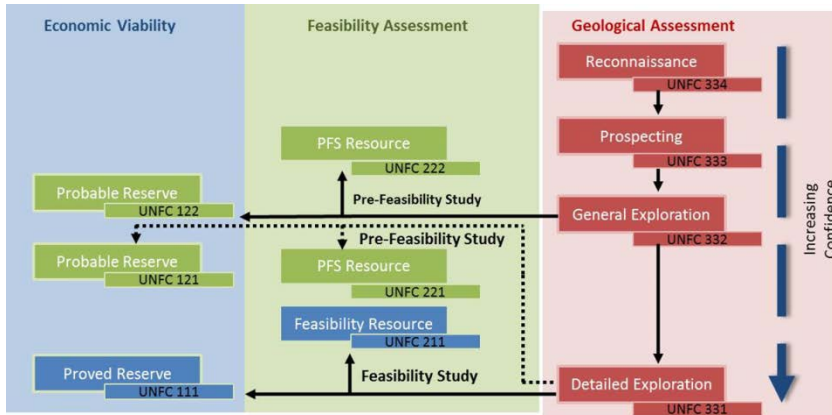 Economic Viability
Feasibility Assessment
Geological Assessment
Reconnaissance
UNFC 334
Prospecting
UNFC 333
PFS Resource
UNFC 222
Probable Reserve
UNFC 122
Pre-Feasibility Study
General Exploration
UNFC 332
Pre-Feasibility Study
Probable Reserve
UNFC 121
PFS Resource
UNFC 221
Feasibility Resource
UNFC 211
Proved Reserve
UNFC 111
Feasibility Study
Detailed Exploration
UNFC 331
Increasing
Confidence